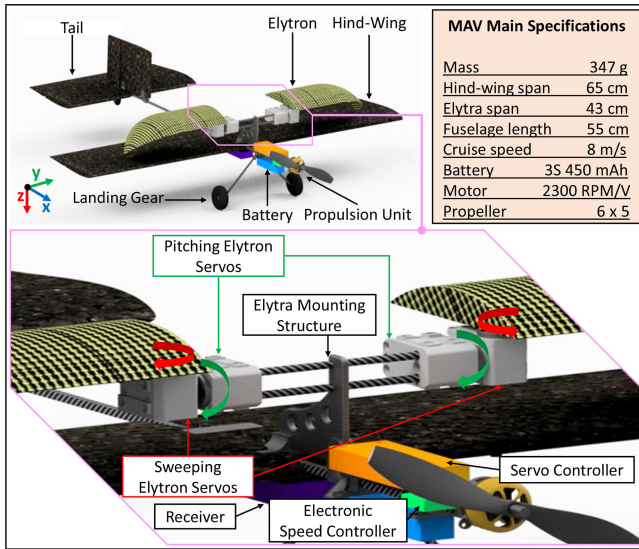 Tail
Elytron
Hind-Wing
y
z
x
Landing Gear
Battery
Propulsion Unit
MAV Main Specifications
Mass 347 g
Hind-wing span 65 cm
Elytra span 43 cm
Fuselage length 55 cm
Cruise speed 8 m/s
Battery 3S 450 mAh
Motor 2300 RPM/V
Propeller 6 x 5
Pitching Elytron
Servos
Elytra Mounting
Structure
Sweeping
Elytron Servos
Receiver
Electronic
Speed Controller
Servo Controller